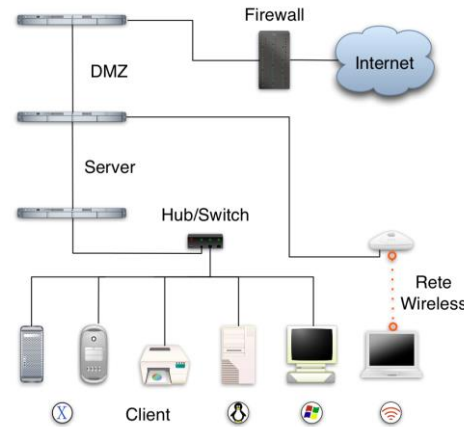 Firewall
Internet
DMZ
Server
Hub/Switch
Rete
Wireless
X
Client